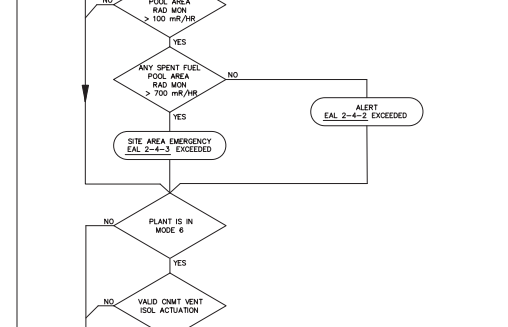 POOL AREA
RAD MON
> 100 mR/HR
NO
YES
ANY SPENT FUEL
POOL AREA
RAD MON
> 700 mR/HR
NO
YES
ALERT
EAL 2-4-2 EXCEEDED
SITE AREA EMERGENCY
EAL 2-4-3 EXCEEDED
NO
PLANT IS IN
MODE 6
YES
NO
VALID CNMT VENT
ISOL ACTUATION